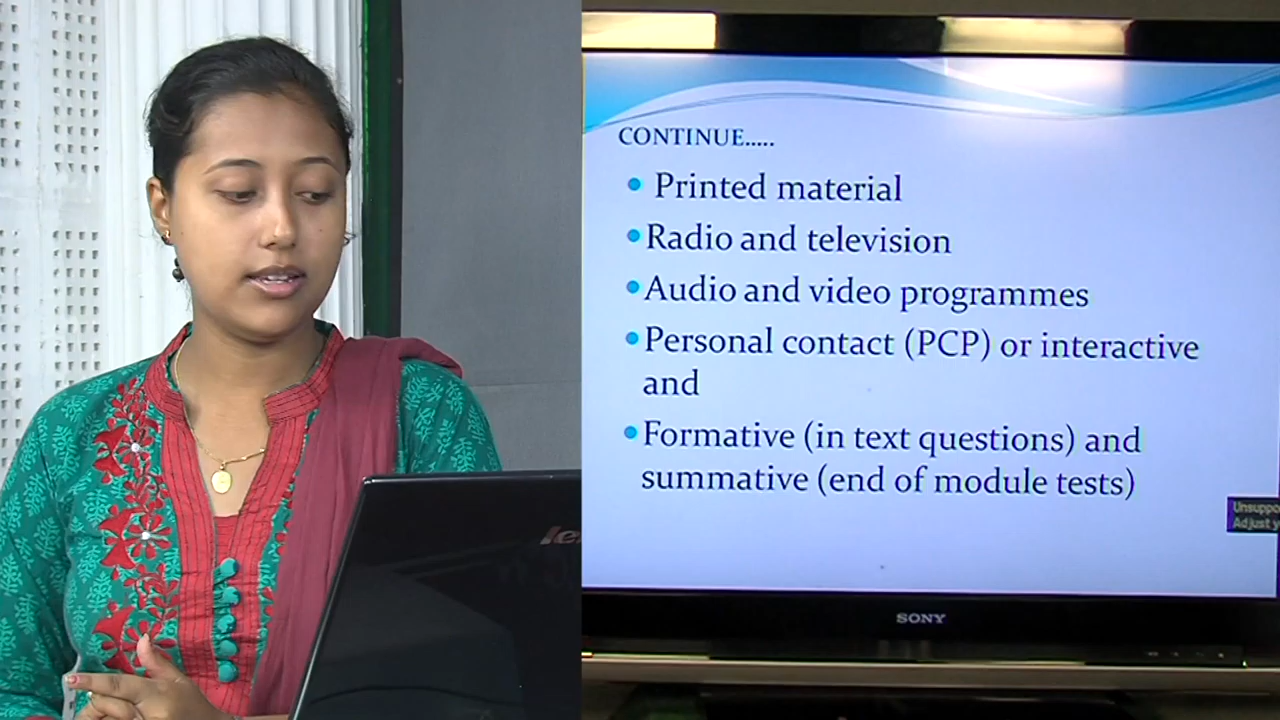 CONTINUE.....
• Printed material
• Radio and television
• Audio and video programmes
• Personal contact (PCP) or interactive
and
• Formative (in text questions) and
summative (end of module tests)
SONY